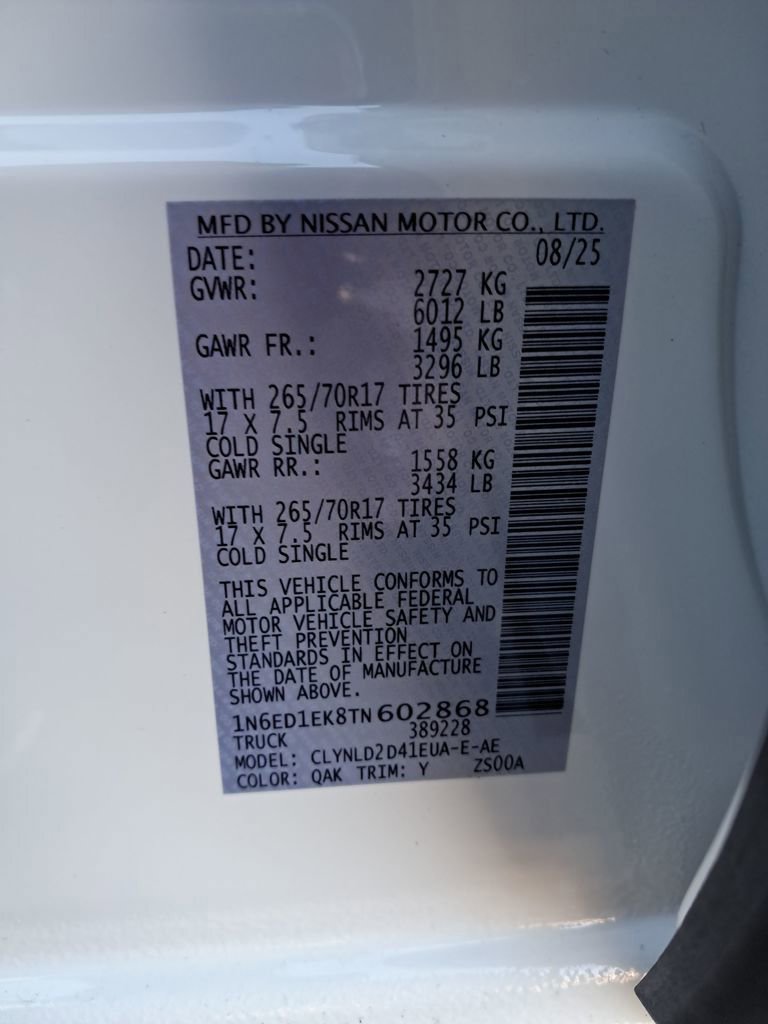 MFD BY NISSAN MOTOR CO., LTD.
DATE: 08/25
GVWR: 2727 KG
6012 LB
GAWR FR.: 1495 KG
3296 LB
WITH 265/70R17 TIRES
17 X 7.5 RIMS AT 35 PSI
COLD SINGLE
GAWR RR.: 1558 KG
3434 LB
WITH 265/70R17 TIRES
17 X 7.5 RIMS AT 35 PSI
COLD SINGLE
THIS VEHICLE CONFORMS TO
ALL APPLICABLE FEDERAL
MOTOR VEHICLE SAFETY AND
THEFT PREVENTION
STANDARDS IN EFFECT ON
THE DATE OF MANUFACTURE
SHOWN ABOVE.
1N6ED1EK8TN602868
TRUCK 389228
MODEL: CLYNLD2D41EUA-E-AE
COLOR: QAK TRIM: Y ZS00A